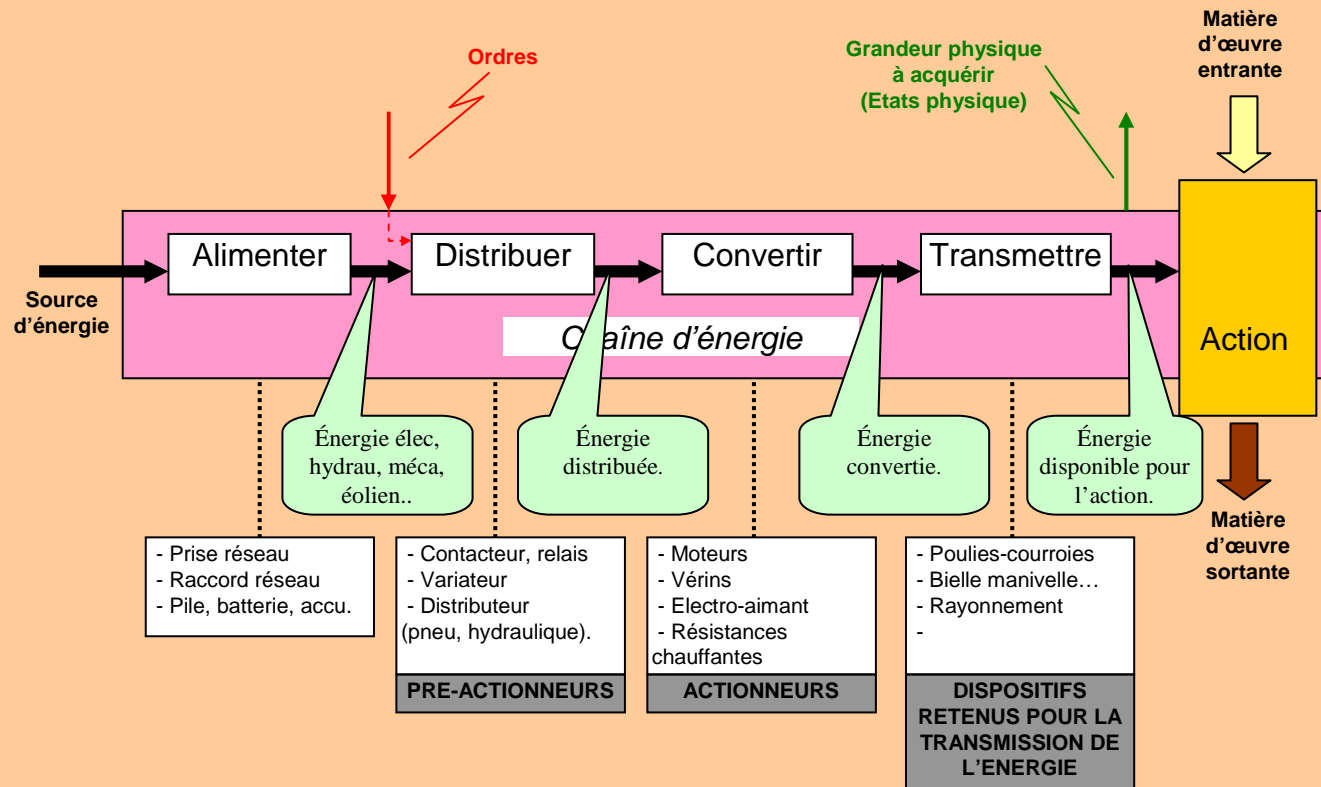 Ordres
Grandeur physique
à acquérir
(Etats physique)
Matière
d'œuvre
entrante
Alimenter
Distribuer
Convertir
Transmettre
Source
d'énergie
Chaîne d'énergie
Action
Énergie élec,
hydrau, méca,
éolien..
Énergie
distribuée.
Énergie
convertie.
Énergie
disponible pour
l'action.
Matière
d'œuvre
sortante
- Prise réseau
- Raccord réseau
- Pile, batterie, accu.
- Contacteur, relais
- Variateur
- Distributeur
(pneu, hydraulique).
PRE-ACTIONNEURS
- Moteurs
- Vérins
- Electro-aimant
- Résistances
chauffantes
ACTIONNEURS
- Poulies-courroies
- Bielle manivelle…
- Rayonnement
-
DISPOSITIFS
RETENUS POUR LA
TRANSMISSION DE
L'ENERGIE